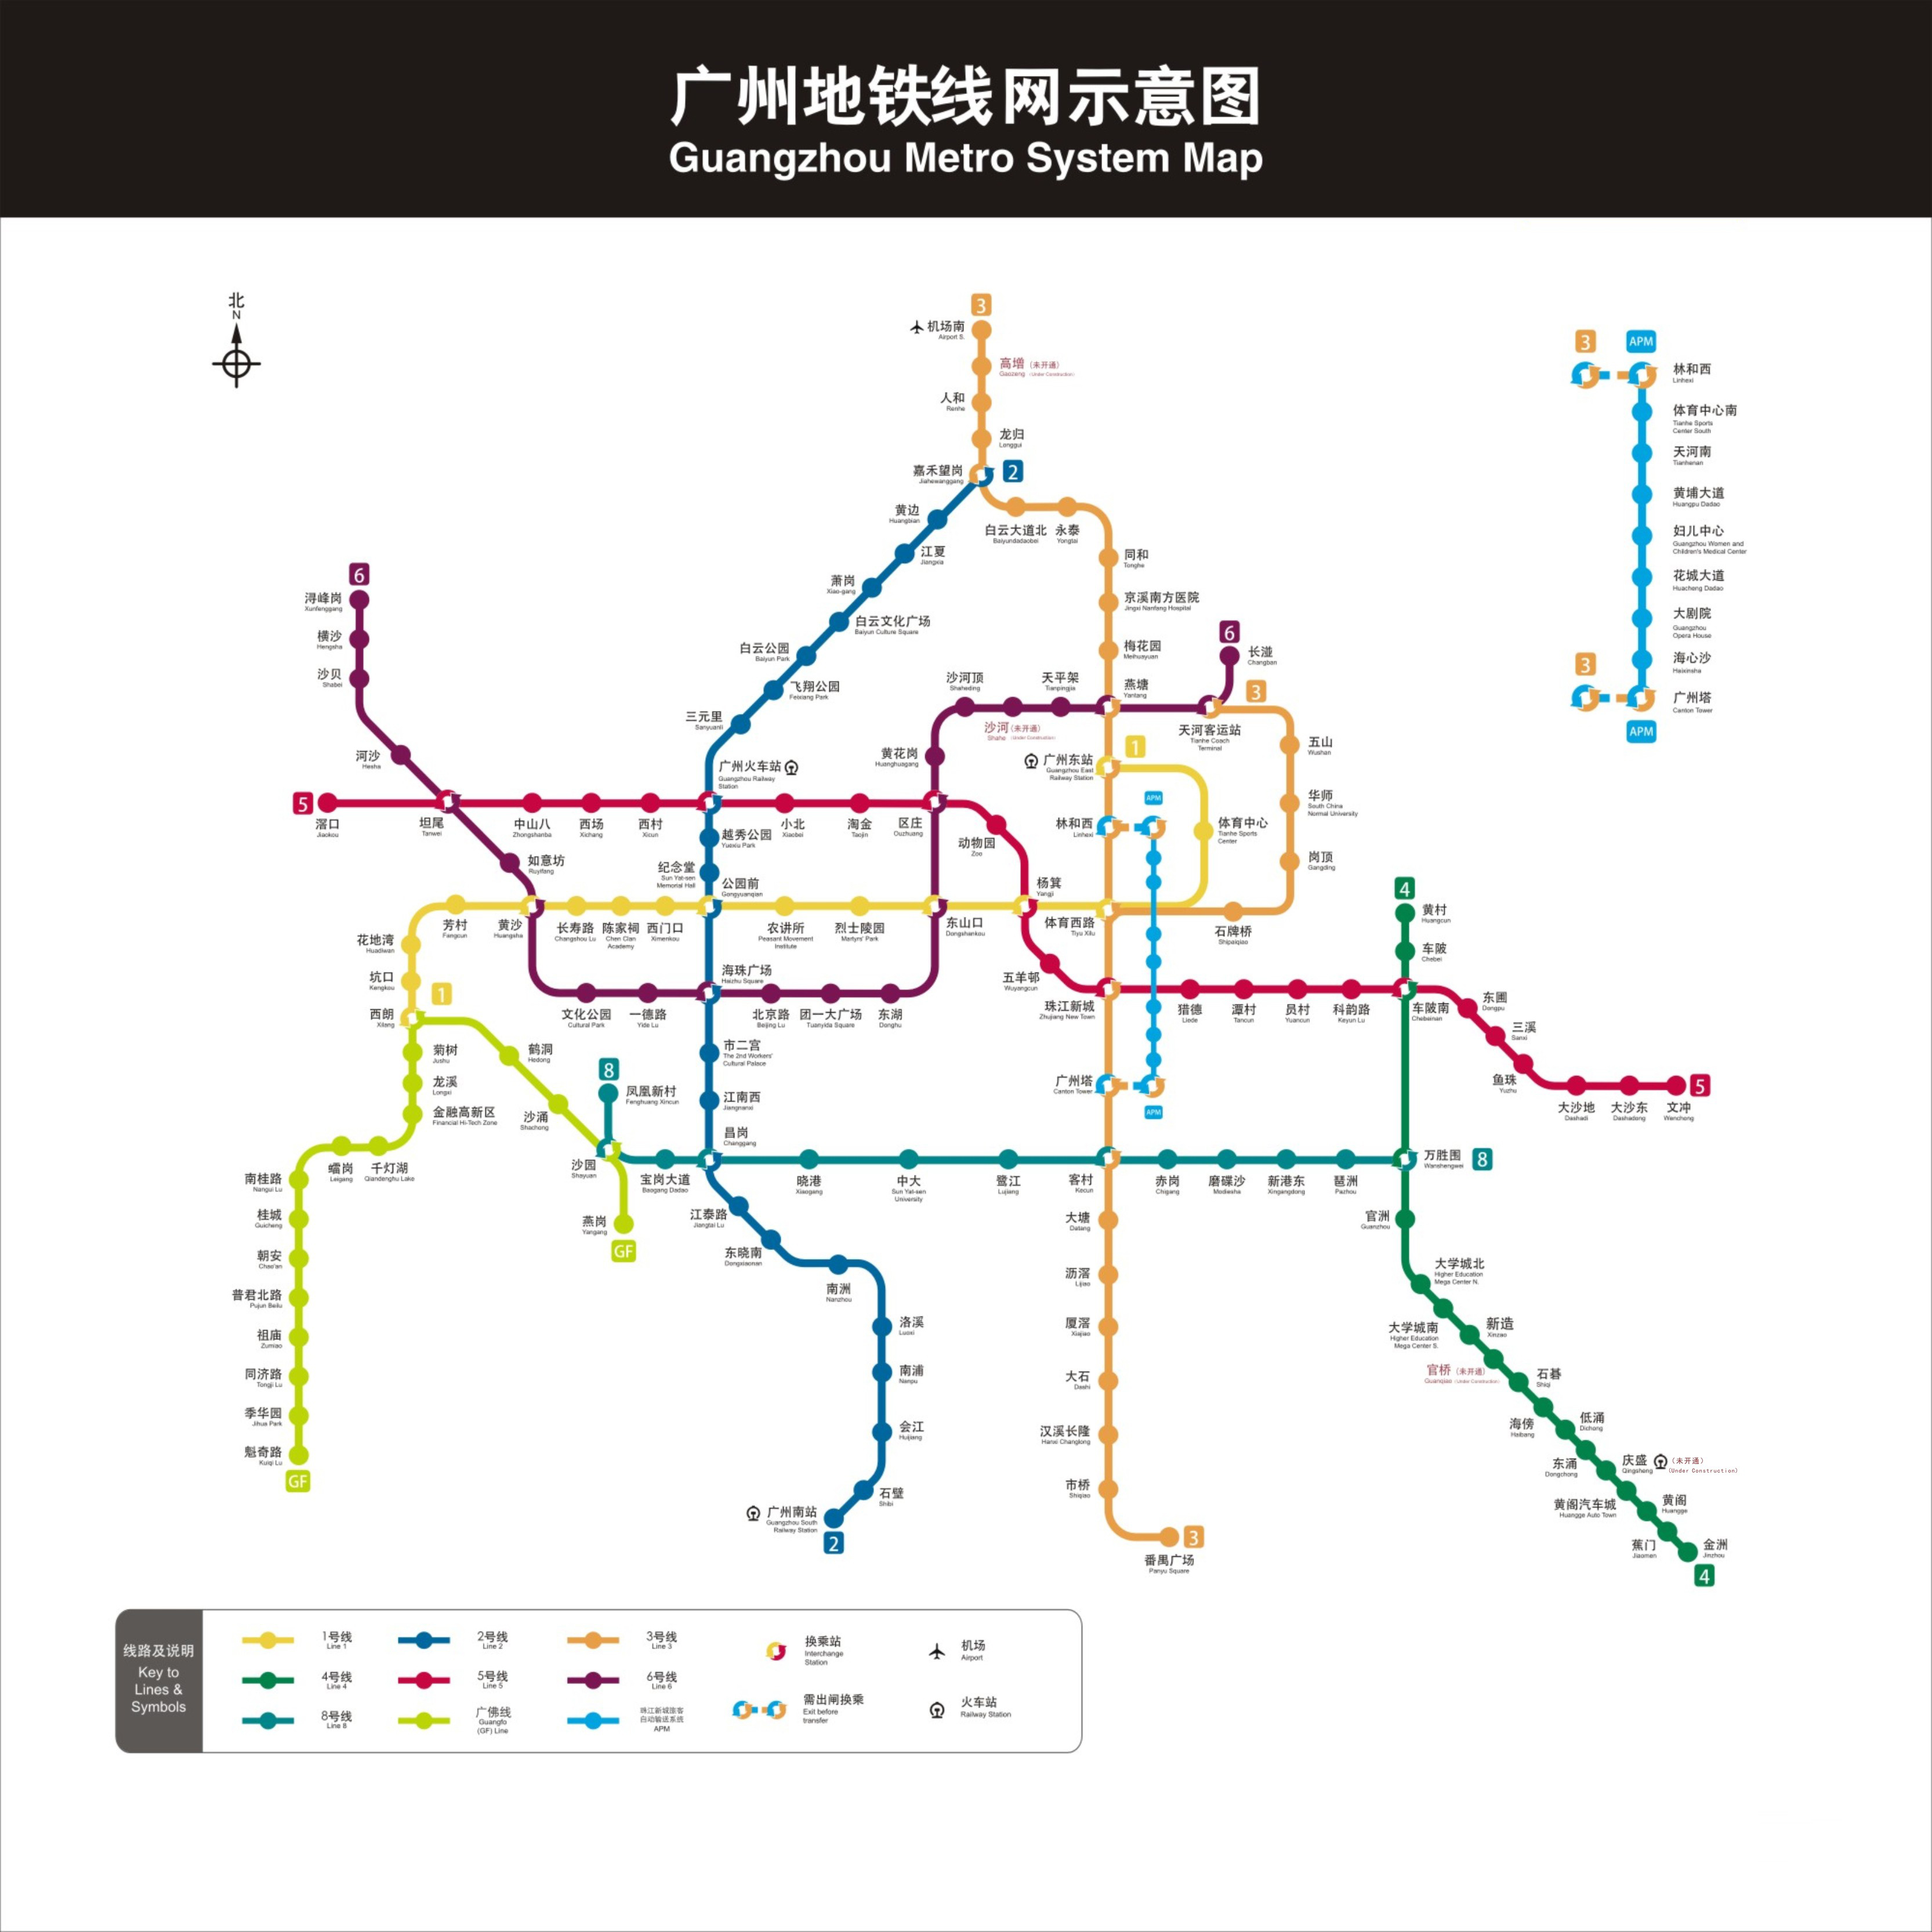 广州地铁线网示意图
Guangzhou Metro System Map
北
N
3
机场南
Airport S.
高增（未开通）
Gaozeng （Under Construction）
人和
Renhe
龙归
Longgui
嘉禾望岗
Jiahewanggang
2
黄边
Huangbian
江夏
Jiangxia
萧岗
Xiao-gang
白云文化广场
Baiyun Culture Square
白云公园
Baiyun Park
飞翔公园
Feixiang Park
三元里
Sanyuanli
广州火车站
Guangzhou Railway
Station
越秀公园
Yuexiu Park
纪念堂
Sun Yat-sen
Memorial Hall
公园前
Gongyuanqian
海珠广场
Haizhu Square
市二宫
The 2nd Workers'
Cultural Palace
江南西
Jiangnanxi
昌岗
Changgang
江泰路
Jiangtai Lu
东晓南
Dongxiaonan
南洲
Nanzhou
洛溪
Luoxi
南浦
Nanpu
会江
Huijiang
石壁
Shibi
广州南站
Guangzhou South
Railway Station
2
白云大道北
Baiyundadaobei
永泰
Yongtai
同和
Tonghe
京溪南方医院
Jingxi Nanfang Hospital
梅花园
Meihuayuan
燕塘
Yantang
1
广州东站
Guangzhou East
Railway Station
林和西
Linhexi
APM
体育西路
Tiyu Xilu
珠江新城
Zhujiang New Town
广州塔
Canton Tower
APM
客村
Kecun
大塘
Datang
沥滘
Lijiao
厦滘
Xiajiao
大石
Dashi
汉溪长隆
Hanxi Changlong
市桥
Shiqiao
番禺广场
Panyu Square
3
6
浔峰岗
Xunfenggang
横沙
Hengsha
沙贝
Shabei
河沙
Hesha
坦尾
Tanwei
如意坊
Ruyifang
黄沙
Huangsha
文化公园
Cultural Park
一德路
Yide Lu
北京路
Beijing Lu
团一大广场
Tuanyida Square
东湖
Donghu
东山口
Dongshankou
区庄
Ouzhuang
黄花岗
Huanghuagang
沙河顶
Shaheding
沙河（未开通）
Shahe （Under Construction）
天平架
Tianpingjia
天河客运站
Tianhe Coach
Terminal
6
长湴
Changban
3
五山
Wushan
华师
South China
Normal University
岗顶
Gangding
石牌桥
Shipaiqiao
体育中心
Tianhe Sports
Center
5
滘口
Jiaokou
中山八
Zhongshanba
西场
Xichang
西村
Xicun
小北
Xiaobei
淘金
Taojin
动物园
Zoo
杨箕
Yangji
五羊邨
Wuyangcun
猎德
Liede
潭村
Tancun
员村
Yuancun
科韵路
Keyun Lu
车陂南
Chebeinan
东圃
Dongpu
三溪
Sanxi
鱼珠
Yuzhu
大沙地
Dashadi
大沙东
Dashadong
文冲
Wenchong
5
芳村
Fangcun
长寿路
Changshou Lu
陈家祠
Chen Clan
Academy
西门口
Ximenkou
农讲所
Peasant Movement
Institute
烈士陵园
Martyrs' Park
花地湾
Huadiwan
坑口
Kengkou
1
西朗
Xilang
菊树
Jushu
龙溪
Longxi
金融高新区
Financial Hi-Tech Zone
千灯湖
Qiandenghu Lake
𧒽岗
Leigang
南桂路
Nangui Lu
桂城
Guicheng
朝安
Chao'an
普君北路
Pujun Beilu
祖庙
Zumiao
同济路
Tongji Lu
季华园
Jihua Park
魁奇路
Kuiqi Lu
GF
鹤洞
Hedong
沙涌
Shachong
沙园
Shayuan
燕岗
Yangang
GF
8
凤凰新村
Fenghuang Xincun
宝岗大道
Baogang Dadao
晓港
Xiaogang
中大
Sun Yat-sen
University
鹭江
Lujiang
赤岗
Chigang
磨碟沙
Modiesha
新港东
Xingangdong
琶洲
Pazhou
万胜围
Wanshengwei
8
4
黄村
Huangcun
车陂
Chebei
官洲
Guanzhou
大学城北
Higher Education
Mega Center N.
大学城南
Higher Education
Mega Center S.
新造
Xinzao
官桥（未开通）
Guanqiao （Under Construction）
石碁
Shiqi
海傍
Haibang
低涌
Dichong
东涌
Dongchong
庆盛（未开通）
Qingsheng (Under Construction)
黄阁汽车城
Huangge Auto Town
黄阁
Huangge
蕉门
Jiaomen
金洲
Jinzhou
4
3
APM
林和西
Linhexi
体育中心南
Tianhe Sports
Center South
天河南
Tianhenan
黄埔大道
Huangpu Dadao
妇儿中心
Guangzhou Women and
Children's Medical Center
花城大道
Huacheng Dadao
大剧院
Guangzhou
Opera House
海心沙
Haixinsha
3
广州塔
Canton Tower
APM
线路及说明
Key to
Lines &
Symbols
1号线
Line 1
2号线
Line 2
3号线
Line 3
4号线
Line 4
5号线
Line 5
6号线
Line 6
8号线
Line 8
广佛线
Guangfo
(GF) Line
珠江新城旅客
自动输送系统
APM
换乘站
Interchange
Station
需出闸换乘
Exit before
transfer
机场
Airport
火车站
Railway Station